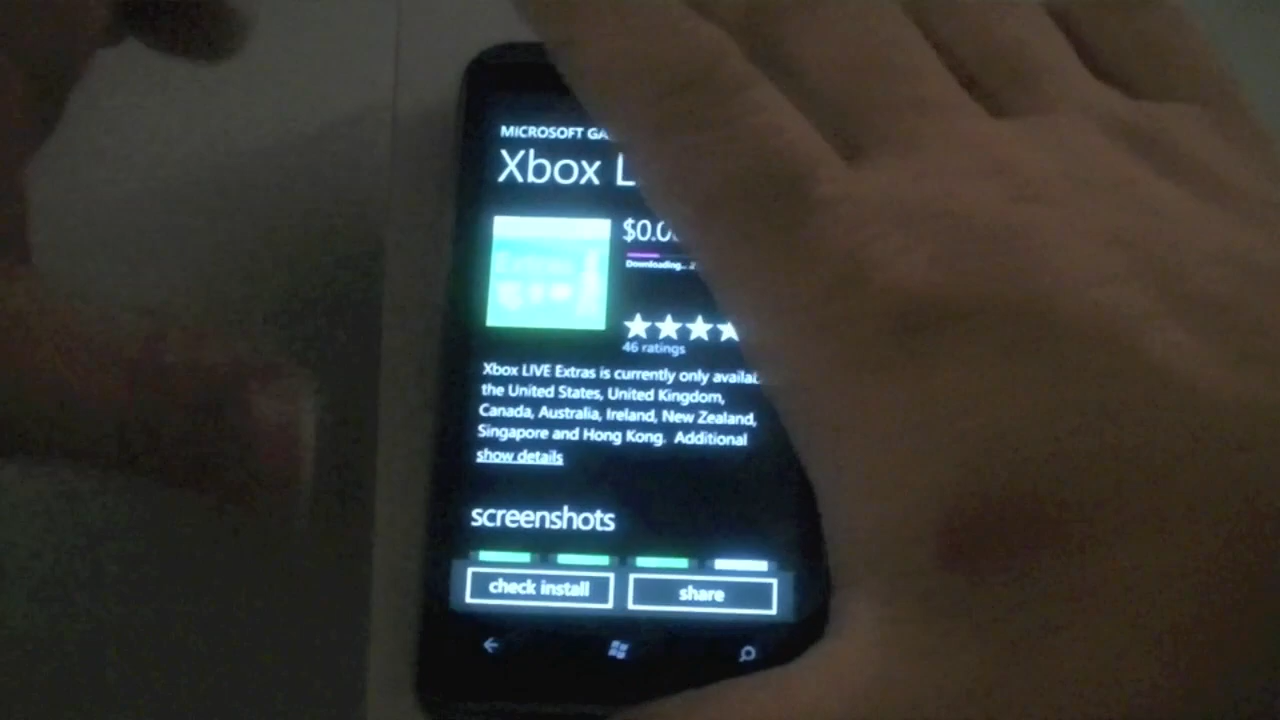 MICROSOFT GA
Xbox L
$0.0
Downloading...
46 ratings
Xbox LIVE Extras is currently only availab
the United States, United Kingdom,
Canada, Australia, Ireland, New Zealand,
Singapore and Hong Kong. Additional
show details
screenshots
check install
share